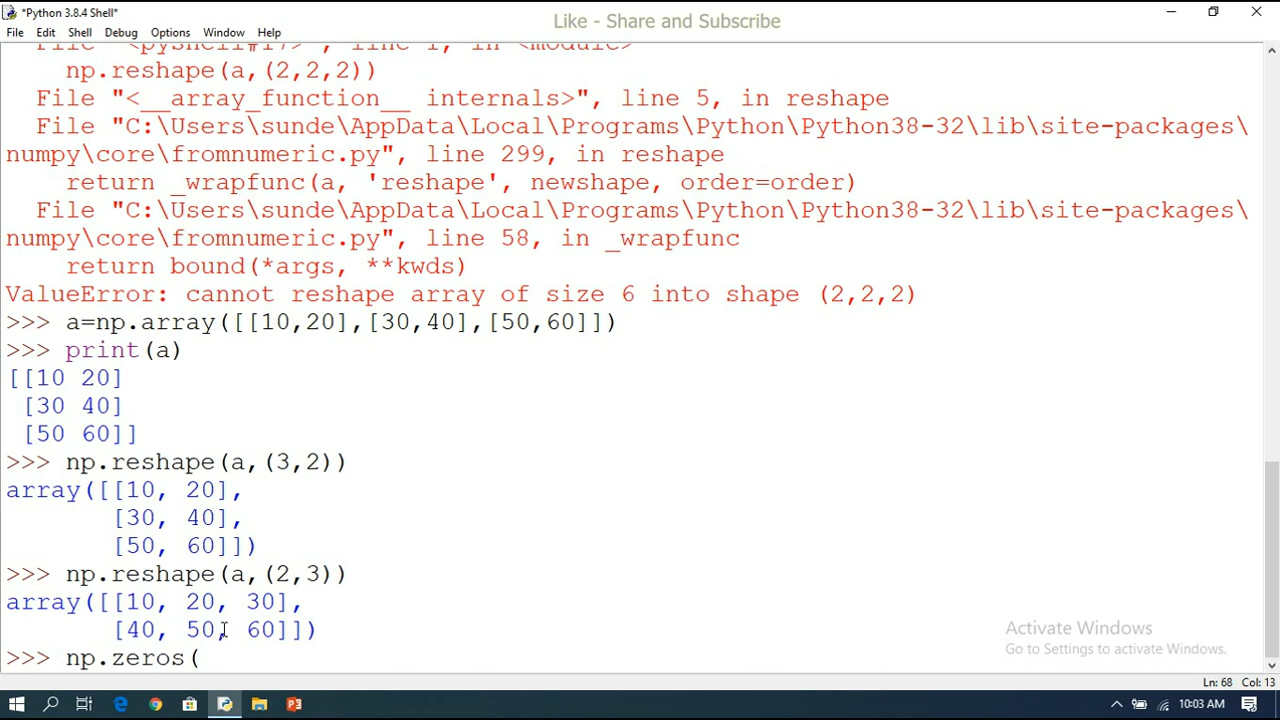 *Python 3.8.4 Shell*
Like - Share and Subscribe
File Edit Shell Debug Options Window Help
File "<pyshell#17>", line 1, in <module>
np.reshape(a,(2,2,2))
File "<__array_function__ internals>", line 5, in reshape
File "C:\Users\sunde\AppData\Local\Programs\Python\Python38-32\lib\site-packages\
numpy\core\fromnumeric.py", line 299, in reshape
return _wrapfunc(a, 'reshape', newshape, order=order)
File "C:\Users\sunde\AppData\Local\Programs\Python\Python38-32\lib\site-packages\
numpy\core\fromnumeric.py", line 58, in _wrapfunc
return bound(*args, **kwds)
ValueError: cannot reshape array of size 6 into shape (2,2,2)
>>> a=np.array([[10,20],[30,40],[50,60]])
>>> print(a)
[[10 20]
[30 40]
[50 60]]
>>> np.reshape(a,(3,2))
array([[10, 20],
[30, 40],
[50, 60]])
>>> np.reshape(a,(2,3))
array([[10, 20, 30],
[40, 50, 60]])
>>> np.zeros(
Activate Windows
Go to Settings to activate Windows.
Ln: 68 Col: 13
10:03 AM